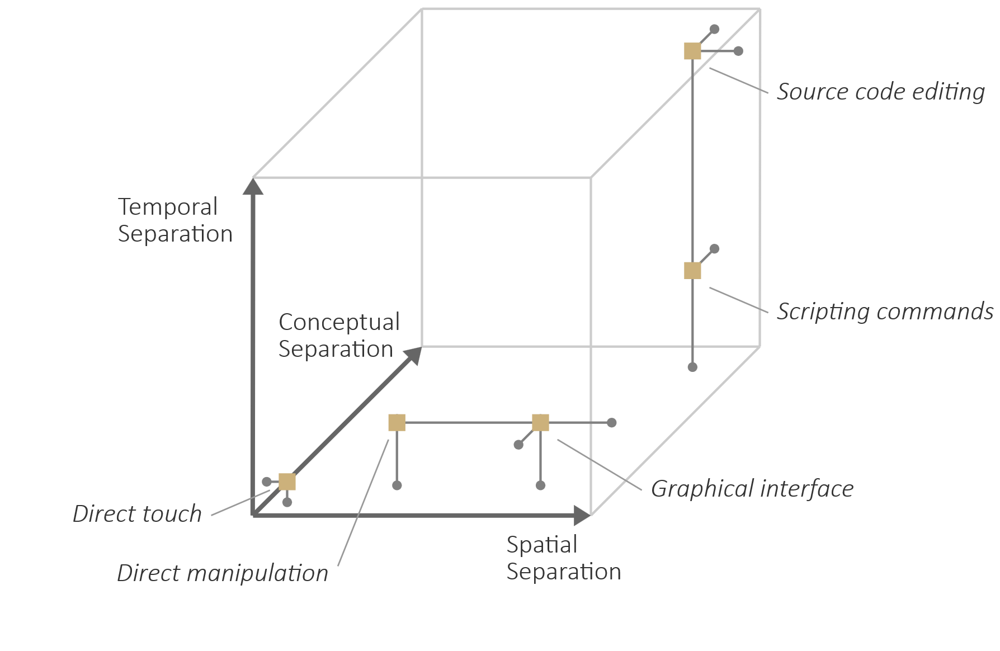 Source code editing
Temporal
Separation
Scripting commands
Conceptual
Separation
Graphical interface
Direct touch
Spatial
Separation
Direct manipulation